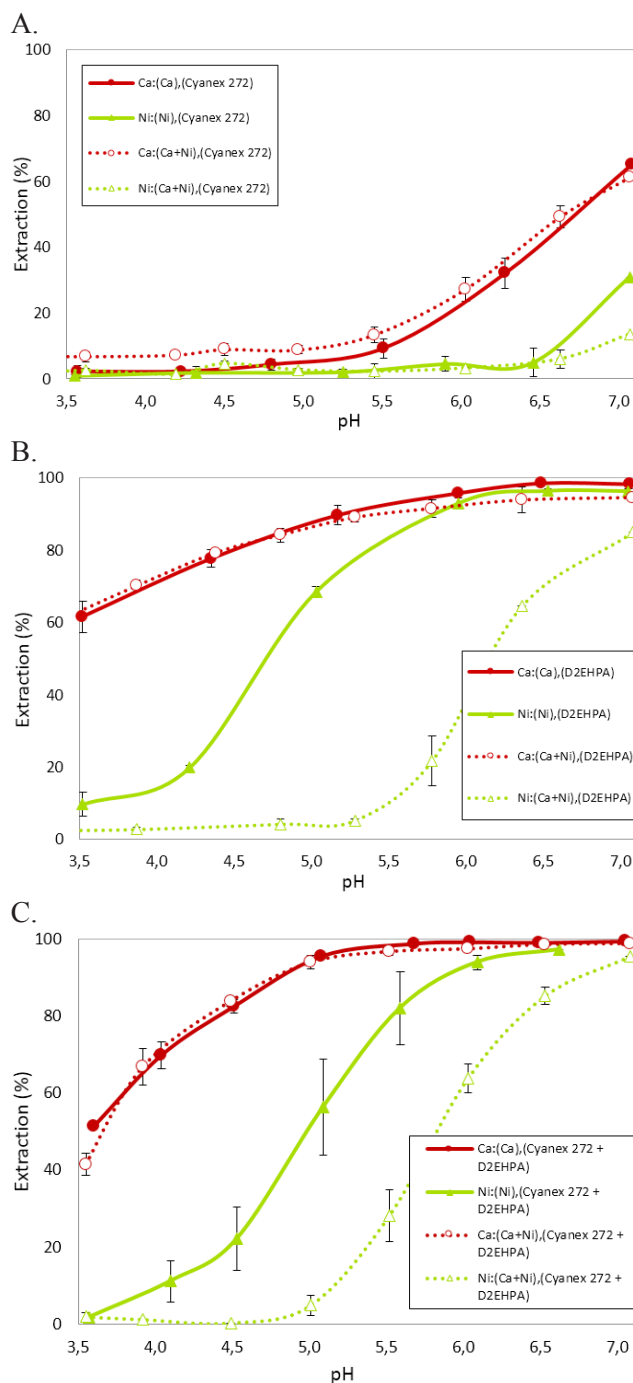 A.
100
80
60
40
20
0
Extraction (%)
Ca:(Ca),(Cyanex 272)
Ni:(Ni),(Cyanex 272)
Ca:(Ca+Ni),(Cyanex 272)
Ni:(Ca+Ni),(Cyanex 272)
3,5 4,0 4,5 5,0 5,5 6,0 6,5 7,0
pH
B.
100
80
60
40
20
0
Extraction (%)
Ca:(Ca),(D2EHPA)
Ni:(Ni),(D2EHPA)
Ca:(Ca+Ni),(D2EHPA)
Ni:(Ca+Ni),(D2EHPA)
3,5 4,0 4,5 5,0 5,5 6,0 6,5 7,0
pH
C.
100
80
60
40
20
0
Extraction (%)
Ca:(Ca),(Cyanex 272 +
D2EHPA)
Ni:(Ni),(Cyanex 272 +
D2EHPA)
Ca:(Ca+Ni),(Cyanex 272 +
D2EHPA)
Ni:(Ca+Ni),(Cyanex 272 +
D2EHPA)
3,5 4,0 4,5 5,0 5,5 6,0 6,5 7,0
pH